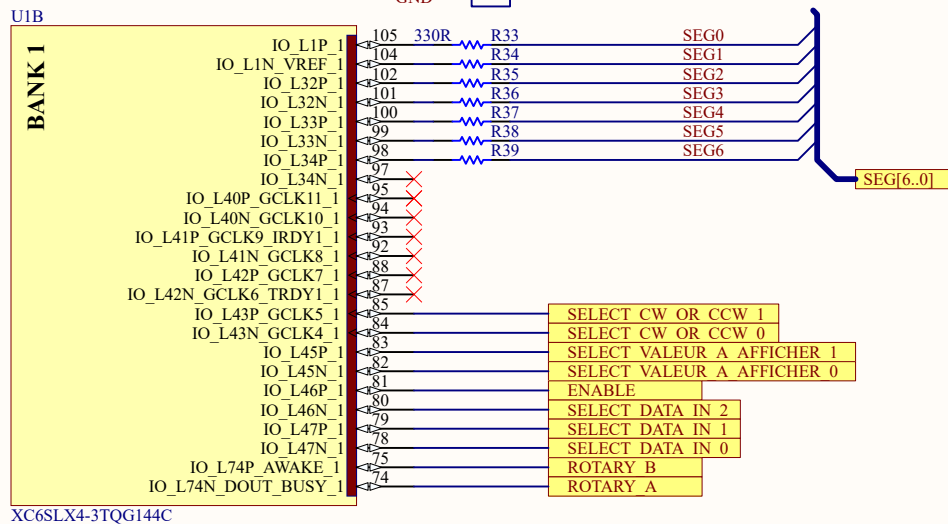 GND
U1B
BANK 1
IO_L1P_1 105 330R R33 SEG0
IO_L1N_VREF_1 104 R34 SEG1
IO_L32P_1 102 R35 SEG2
IO_L32N_1 101 R36 SEG3
IO_L33P_1 100 R37 SEG4
IO_L33N_1 99 R38 SEG5
IO_L34P_1 98 R39 SEG6
IO_L34N_1 97
SEG[6..0]
IO_L40P_GCLK11_1 95
IO_L40N_GCLK10_1 94
IO_L41P_GCLK9_IRDY1_1 93
IO_L41N_GCLK8_1 92
IO_L42P_GCLK7_1 88
IO_L42N_GCLK6_TRDY1_1 87
IO_L43P_GCLK5_1 85 SELECT_CW_OR_CCW_1
IO_L43N_GCLK4_1 84 SELECT_CW_OR_CCW_0
IO_L45P_1 83 SELECT_VALEUR_A_AFFICHER_1
IO_L45N_1 82 SELECT_VALEUR_A_AFFICHER_0
IO_L46P_1 81 ENABLE
IO_L46N_1 80 SELECT_DATA_IN_2
IO_L47P_1 79 SELECT_DATA_IN_1
IO_L47N_1 78 SELECT_DATA_IN_0
IO_L74P_AWAKE_1 75 ROTARY_B
IO_L74N_DOUT_BUSY_1 74 ROTARY_A
XC6SLX4-3TQG144C